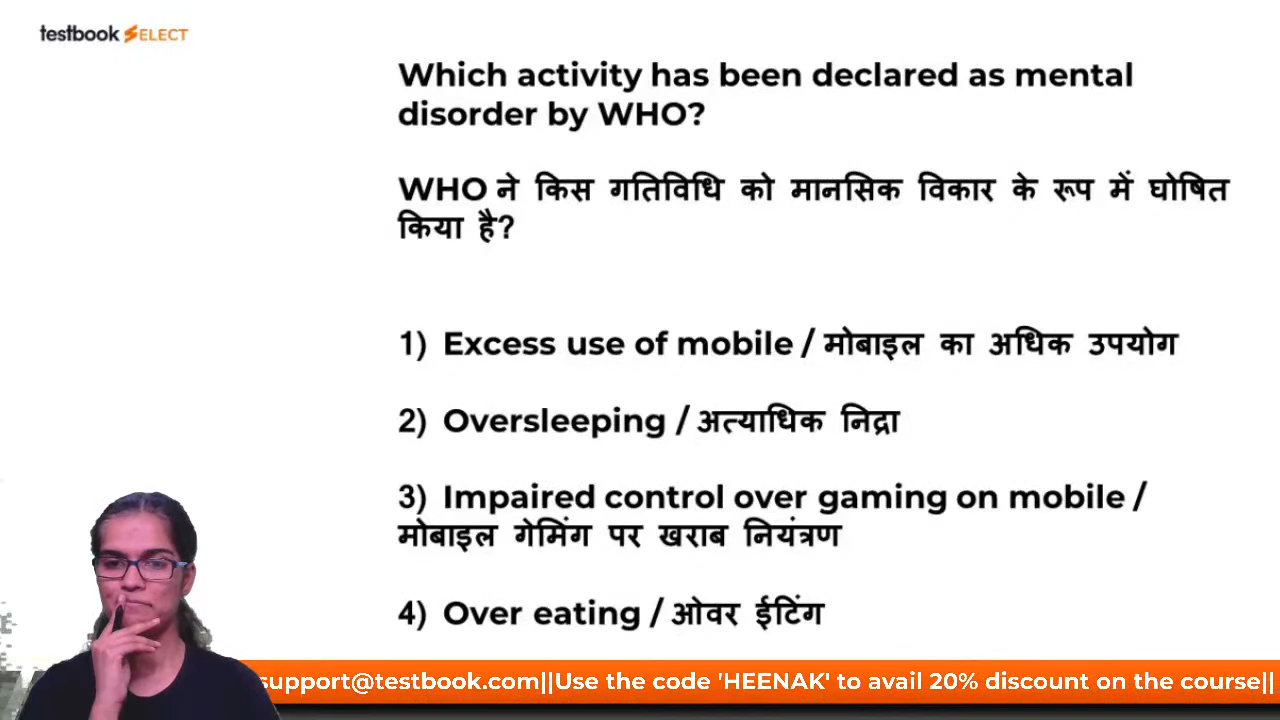 testbook SELECT
Which activity has been declared as mental
disorder by WHO?
WHO ने किस गतिविधि को मानसिक विकार के रूप में घोषित
किया है?
1) Excess use of mobile / मोबाइल का अधिक उपयोग
2) Oversleeping / अत्याधिक निद्रा
3) Impaired control over gaming on mobile /
मोबाइल गेमिंग पर खराब नियंत्रण
4) Over eating / ओवर ईटिंग
support@testbook.com||Use the code 'HEENAK' to avail 20% discount on the course||